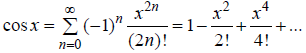 cos x = ∑_{n=0}^{∞} (-1)^n x^{2n}/(2n)! = 1 - x^2/2! + x^4/4! + ...